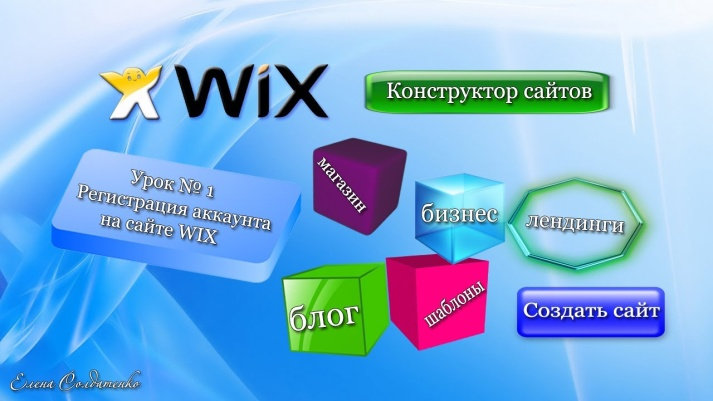 WiX
Конструктор сайтов
Урок № 1
Регистрация аккаунта
на сайте WIX
магазин
бизнес
лендинги
блог
шаблоны
Создать сайт
Елена Солдатенко